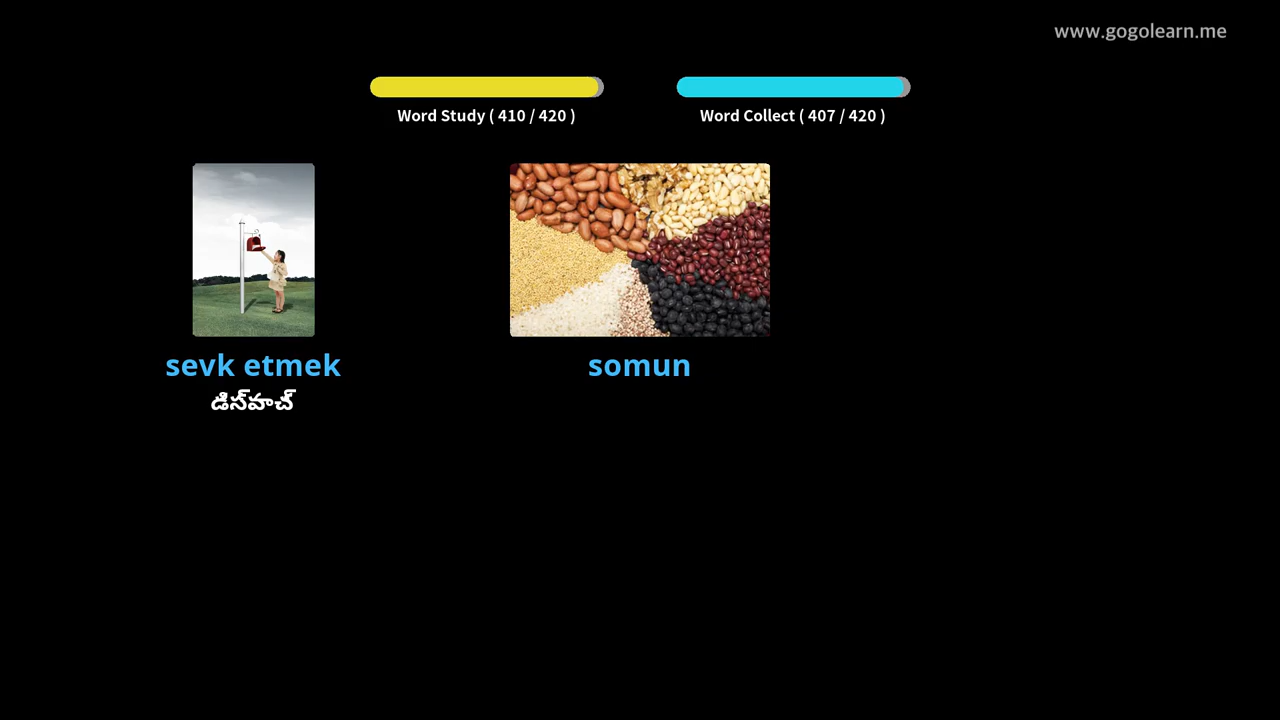 www.gogolearn.me
Word Study ( 410 / 420 )
Word Collect ( 407 / 420 )
sevk etmek
డిస్‌వాచ్
somun